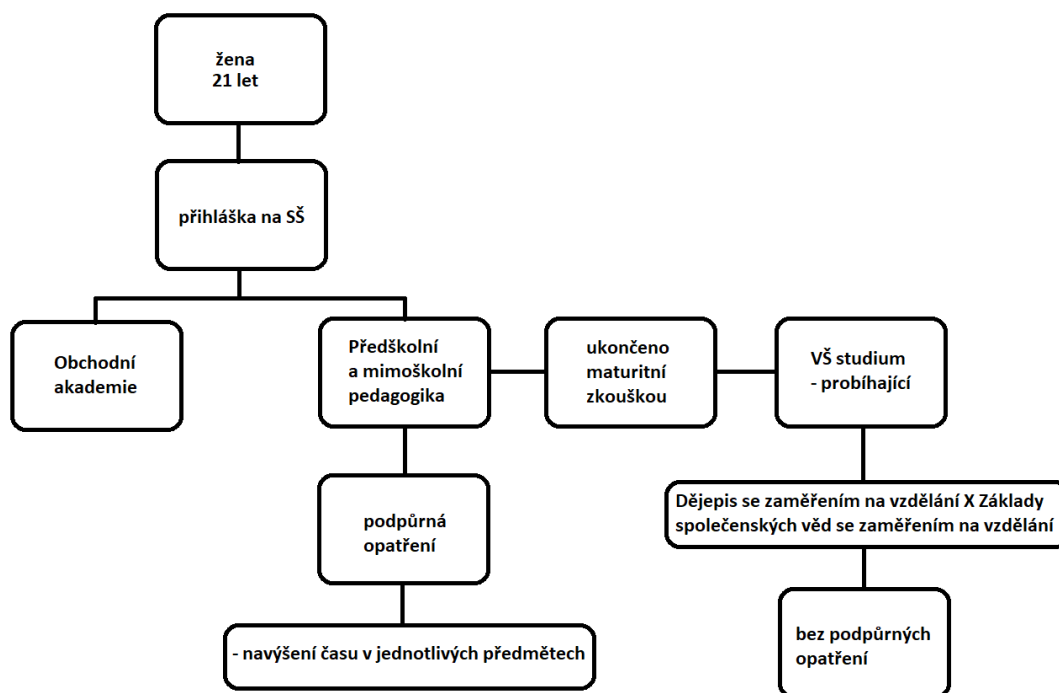 žena
21 let
přihláška na SŠ
Obchodní
akademie
Předškolní
a mimoškolní
pedagogika
ukončeno
maturitní
zkouškou
VŠ studium
- probíhající
podpůrná
opatření
- navýšení času v jednotlivých předmětech
Dějepis se zaměřením na vzdělání X Základy
společenských věd se zaměřením na vzdělání
bez podpůrných
opatření